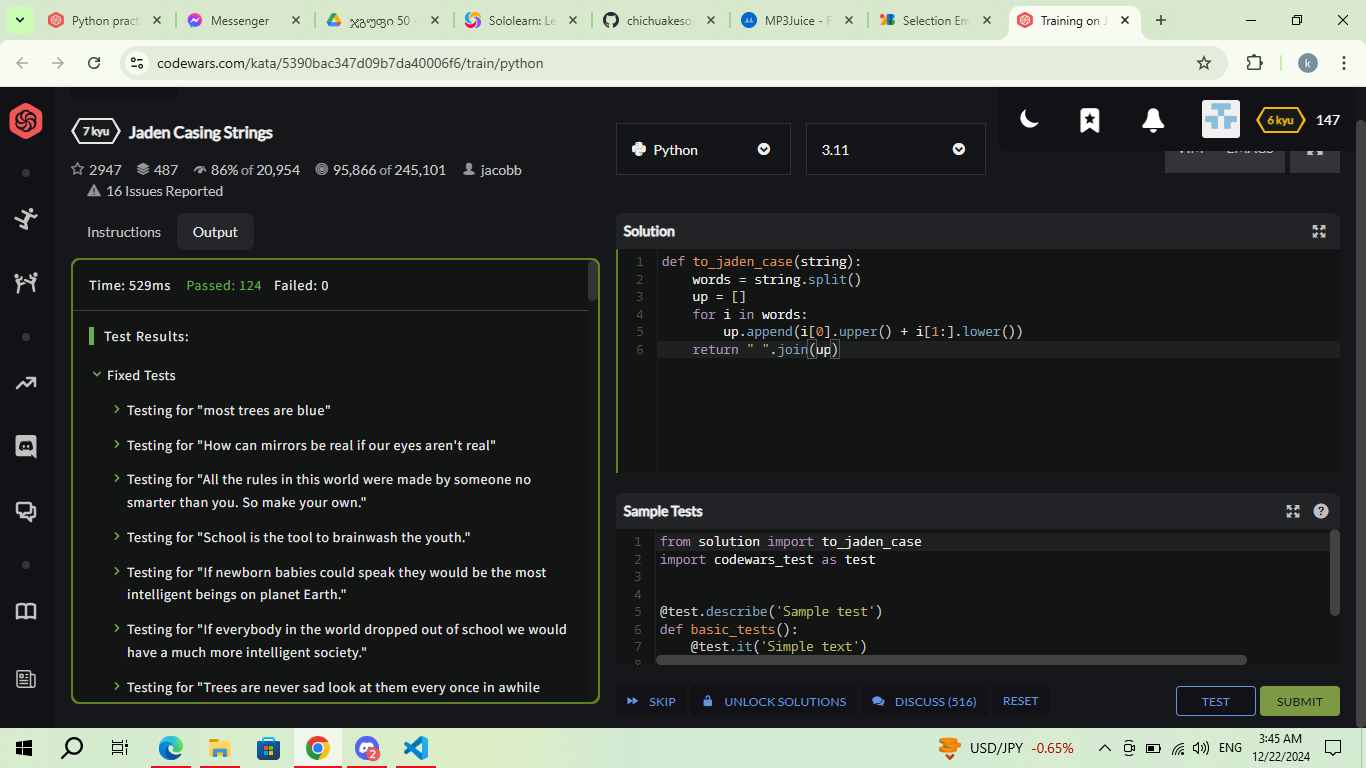 Python pract
Messenger
ჯგუფი 50 -
Sololearn: Le
chichuakeso/
MP3Juice - F
Selection Em
Training on J
codewars.com/kata/5390bac347d09b7da40006f6/train/python
k
7 kyu
Jaden Casing Strings
6 kyu
147
Python
3.11
VIM
EMACS
2947
487
86% of 20,954
95,866 of 245,101
jacobb
16 Issues Reported
Instructions
Output
Solution
Time: 529ms
Passed: 124
Failed: 0
Test Results:
Fixed Tests
Testing for "most trees are blue"
Testing for "How can mirrors be real if our eyes aren't real"
Testing for "All the rules in this world were made by someone no
smarter than you. So make your own."
Testing for "School is the tool to brainwash the youth."
Testing for "If newborn babies could speak they would be the most
intelligent beings on planet Earth."
Testing for "If everybody in the world dropped out of school we would
have a much more intelligent society."
Testing for "Trees are never sad look at them every once in awhile
1 def to_jaden_case(string):
2 words = string.split()
3 up = []
4 for i in words:
5 up.append(i[0].upper() + i[1:].lower())
6 return " ".join(up)
Sample Tests
?
1 from solution import to_jaden_case
2 import codewars_test as test
3
4
5 @test.describe('Sample test')
6 def basic_tests():
7 @test.it('Simple text')
8
SKIP
UNLOCK SOLUTIONS
DISCUSS (516)
RESET
TEST
SUBMIT
2
USD/JPY -0.65%
ENG
3:45 AM
12/22/2024